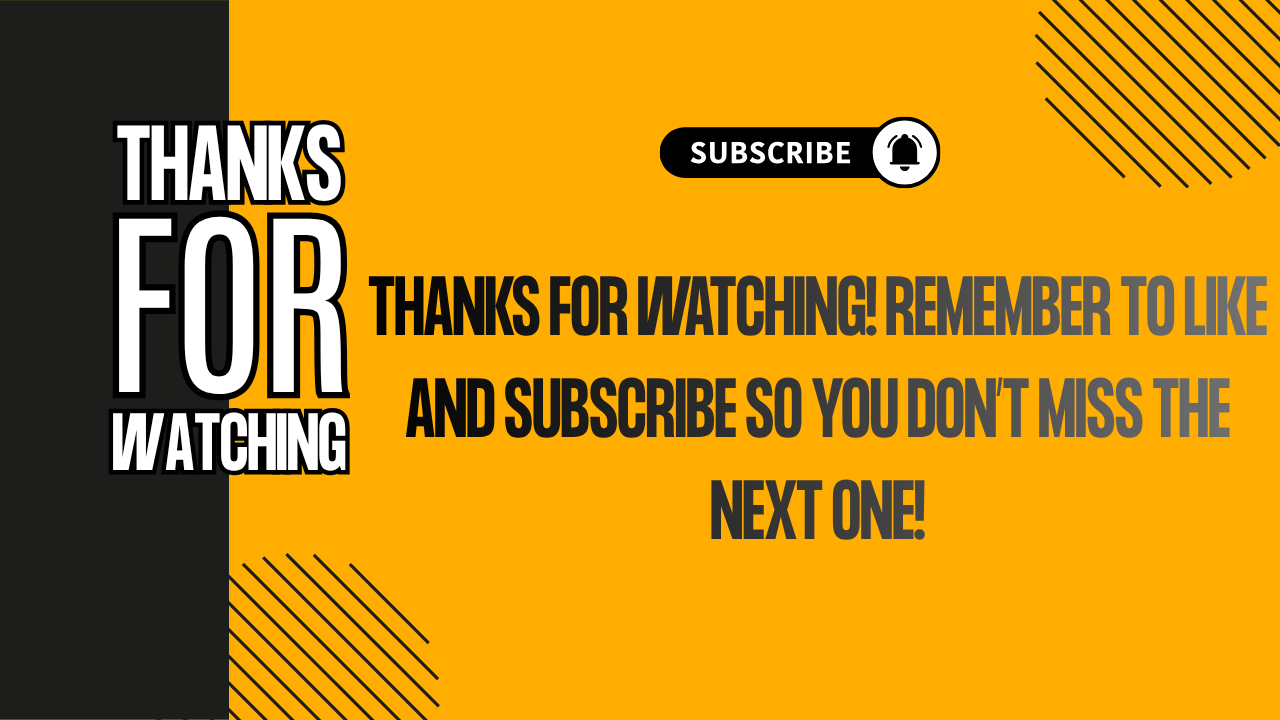 THANKS
FOR
WATCHING
SUBSCRIBE
THANKS FOR WATCHING! REMEMBER TO LIKE
AND SUBSCRIBE SO YOU DON'T MISS THE
NEXT ONE!